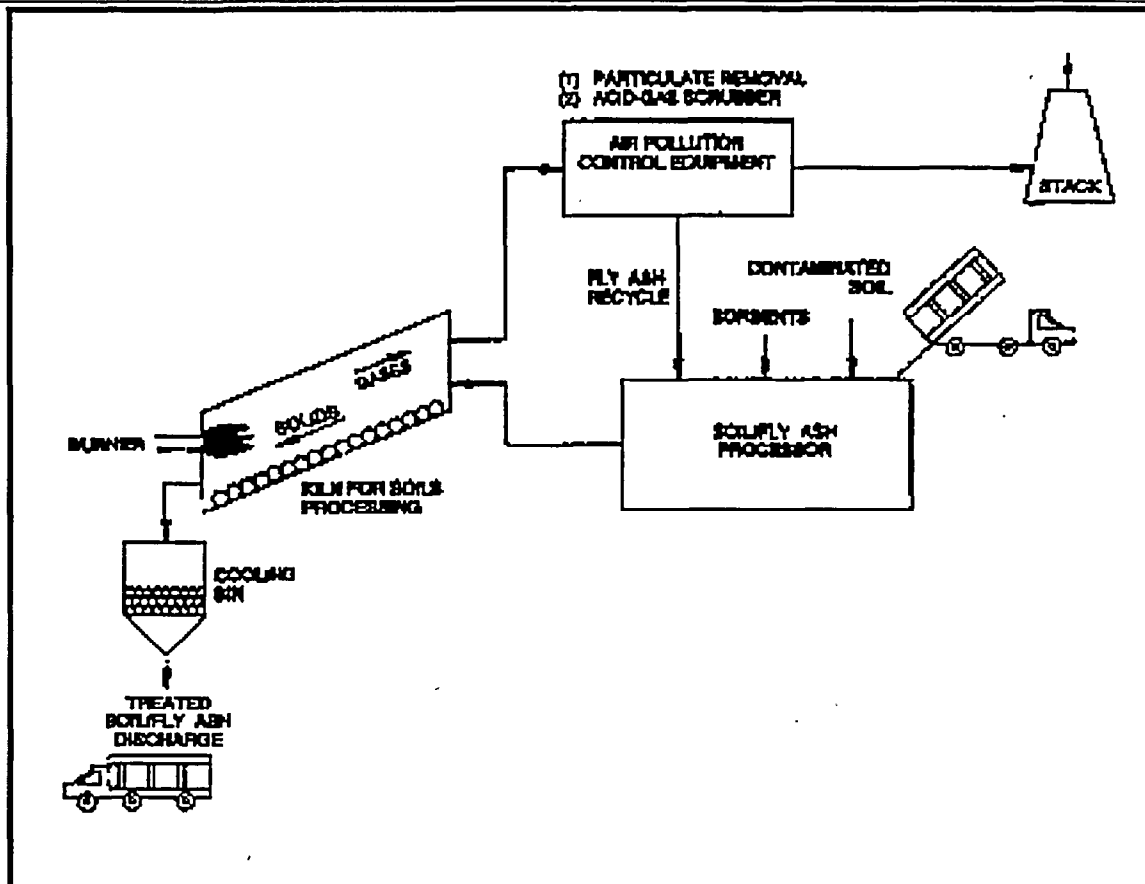 (1) PARTICULATE REMOVAL
(2) ACID-GAS SCRUBBER
AIR POLLUTION
CONTROL EQUIPMENT
STACK
FLY ASH
RECYCLE
CONTAMINATED
SOIL
SORBENTS
GASES
SOLIDS
BURNER
SOIL/FLY ASH
PROCESSOR
KILN FOR SOILS
PROCESSING
COOLING
BIN
TREATED
SOIL/FLY ASH
DISCHARGE